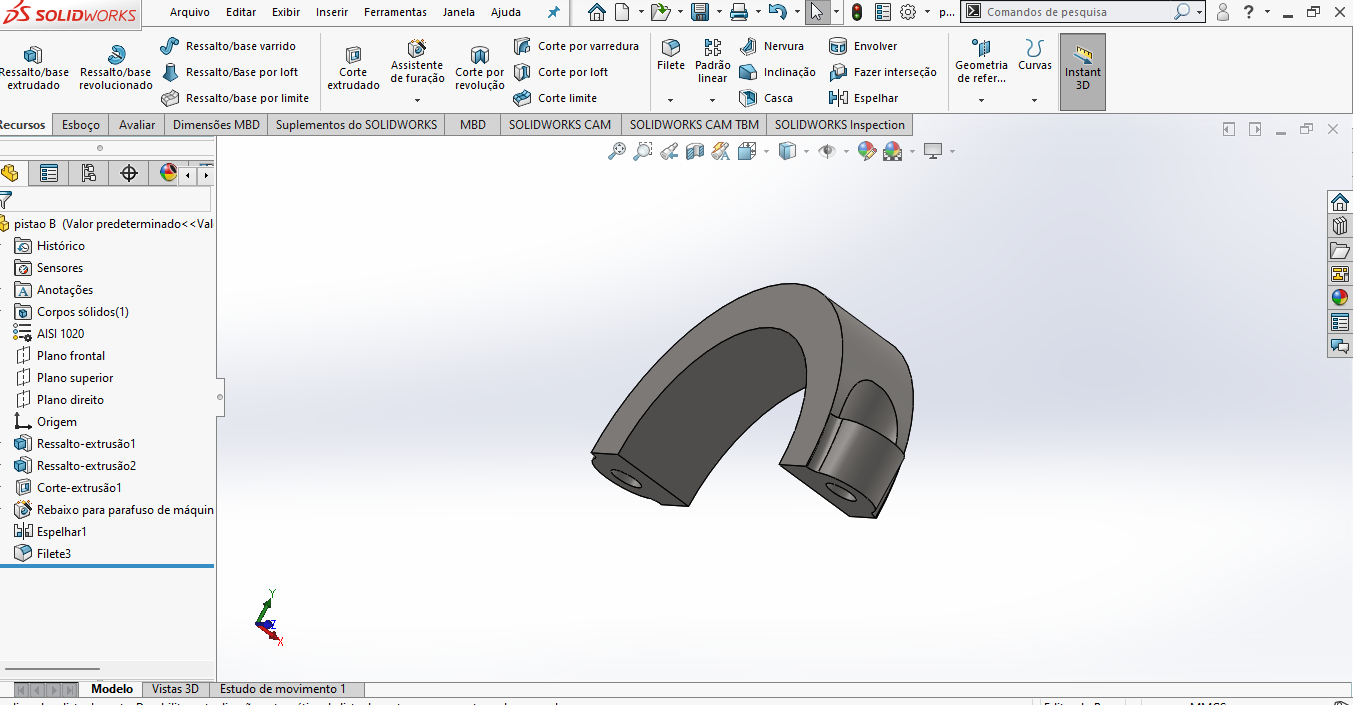 SOLIDWORKS Arquivo Editar Exibir Inserir Ferramentas Janela Ajuda p... Comandos de pesquisa ?
Ressalto/base extrudado
Ressalto/base revolucionado
Ressalto/base varrido
Ressalto/Base por loft
Ressalto/base por limite
Corte extrudado
Assistente de furação
Corte por revolução
Corte por varredura
Corte por loft
Corte limite
Filete
Padrão linear
Nervura
Inclinação
Casca
Envolver
Fazer interseção
Espelhar
Geometria de refer...
Curvas
Instant 3D
Recursos Esboço Avaliar Dimensões MBD Suplementos do SOLIDWORKS MBD SOLIDWORKS CAM SOLIDWORKS CAM TBM SOLIDWORKS Inspection
pistao B (Valor predeterminado<<Val
Histórico
Sensores
Anotações
Corpos sólidos(1)
AISI 1020
Plano frontal
Plano superior
Plano direito
Origem
Ressalto-extrusão1
Ressalto-extrusão2
Corte-extrusão1
Rebaixo para parafuso de máquin
Espelhar1
Filete3
Y
Z
X
Modelo Vistas 3D Estudo de movimento 1